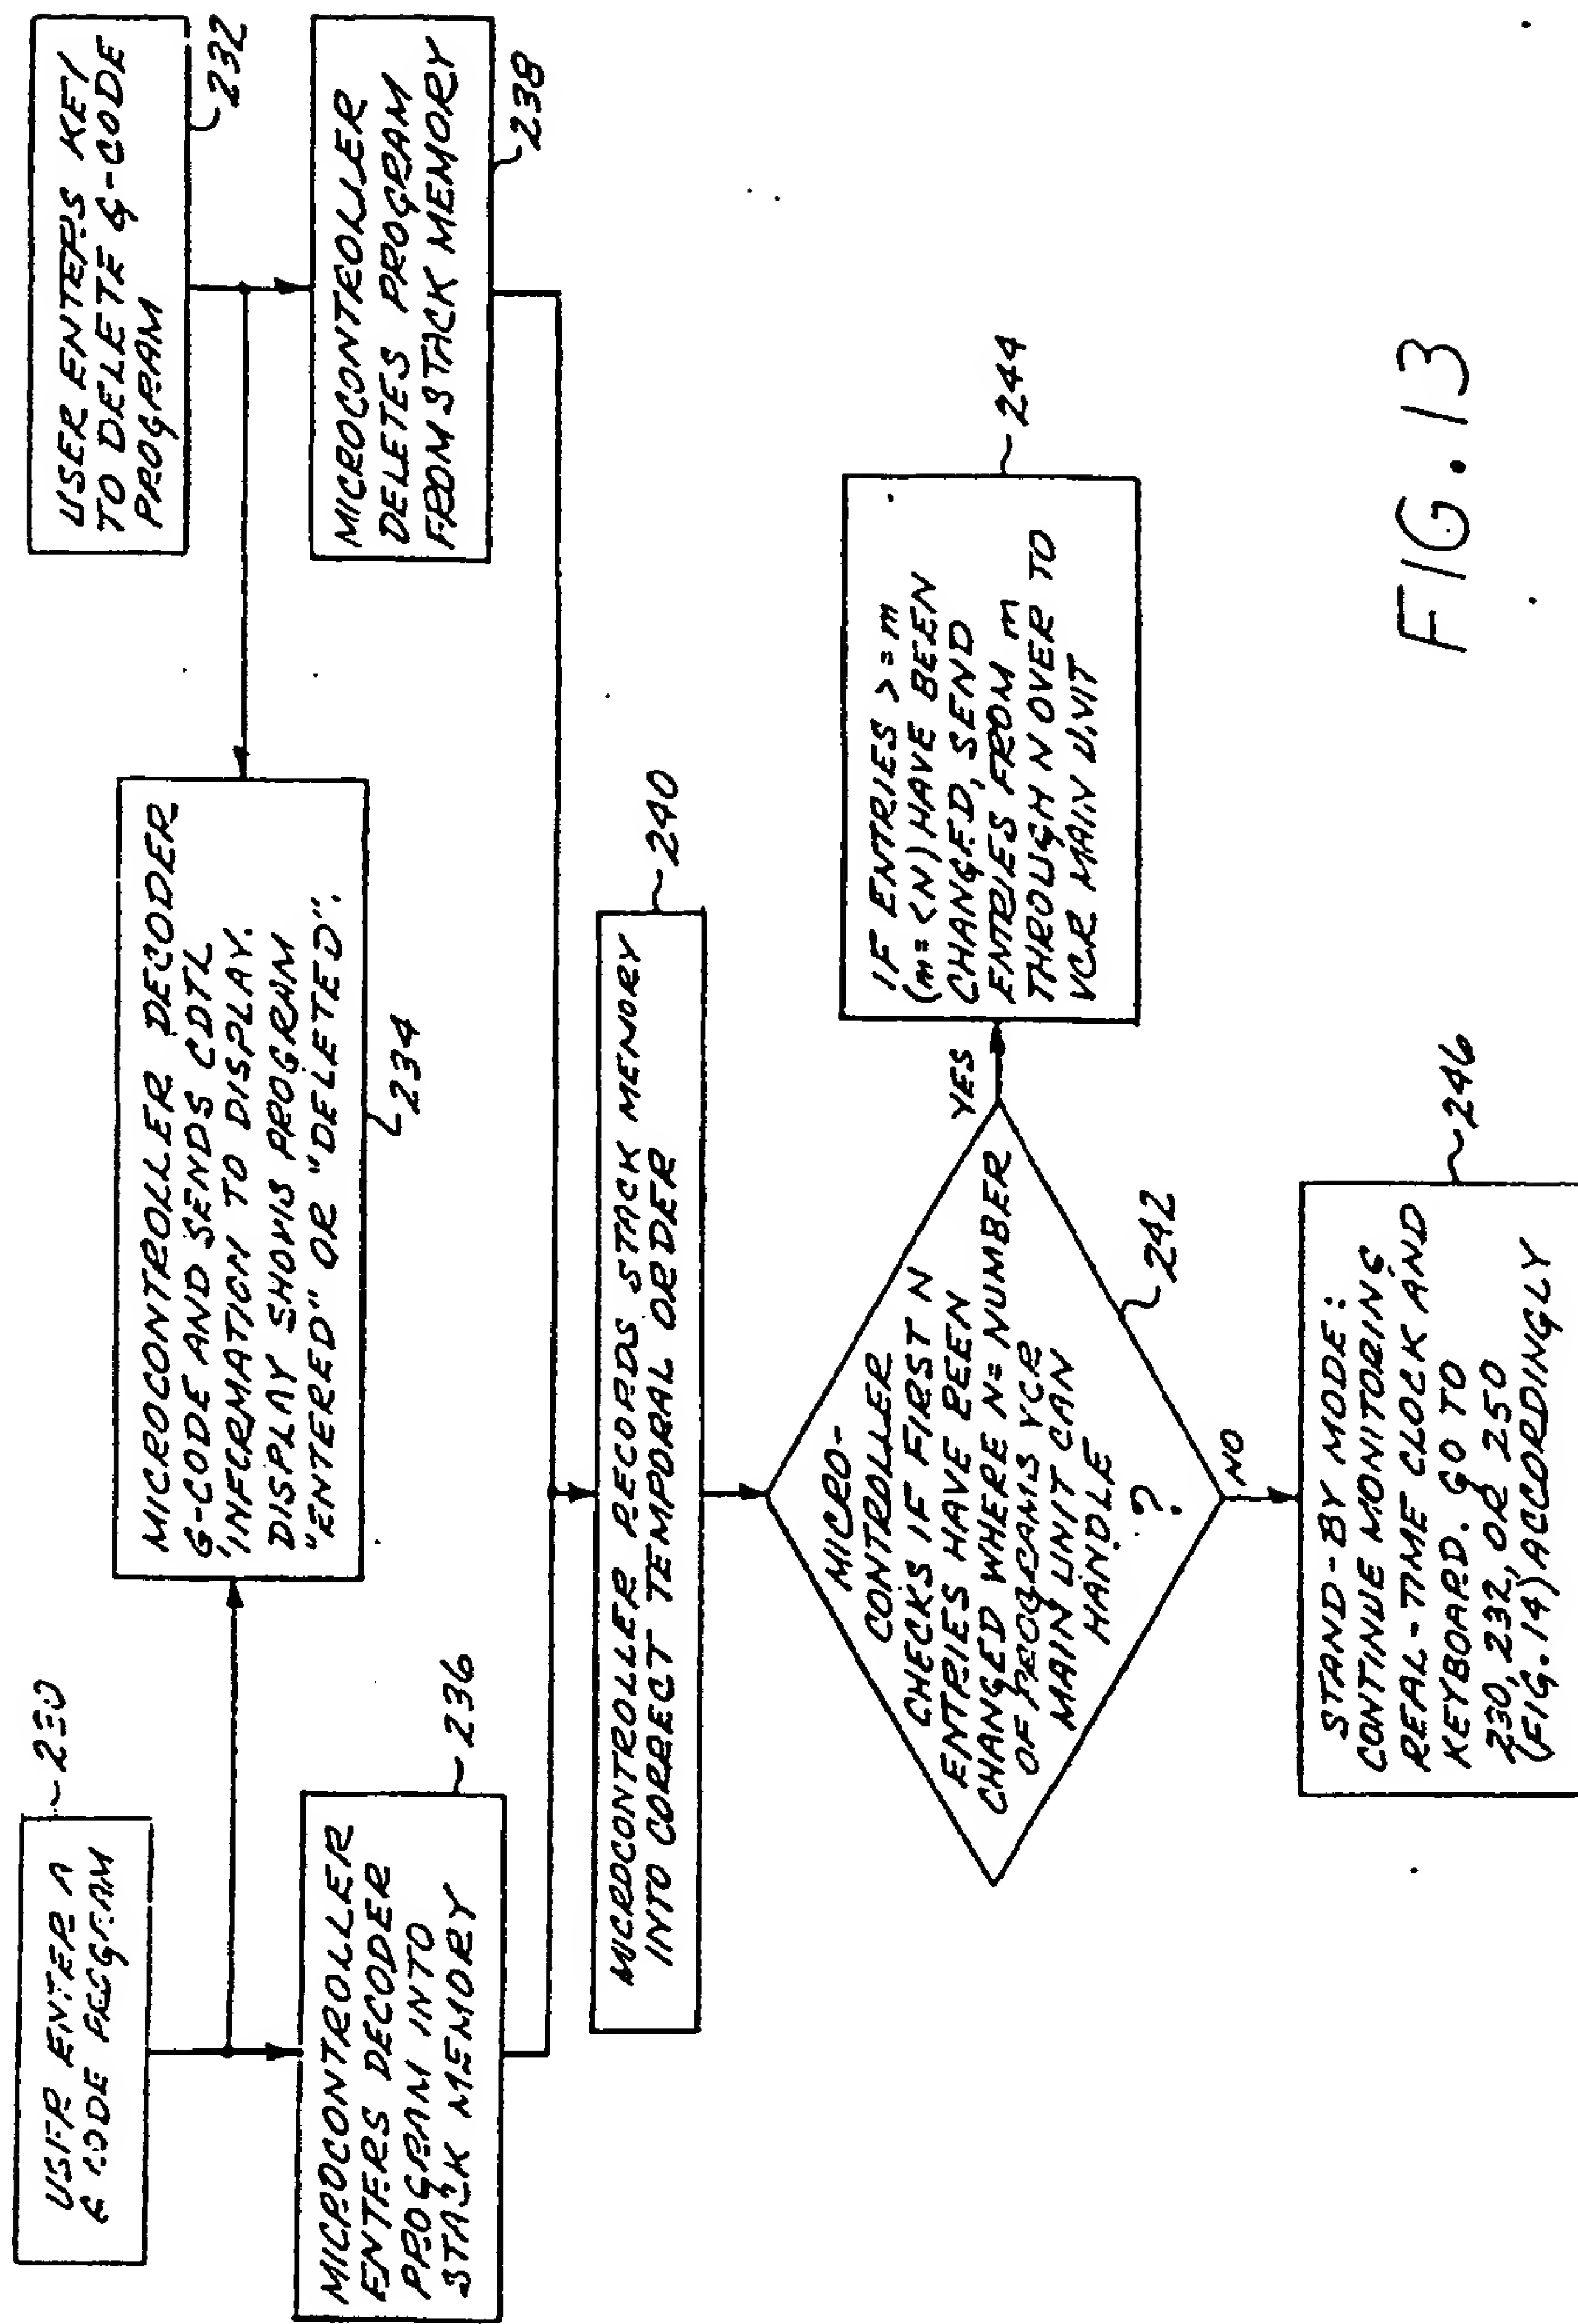 USER ENTER A
G CODE PROGRAM
230
USER ENTERS KEY
TO DELETE G-CODE
PROGRAM
232
MICROCONTROLLER DECODER
G-CODE AND SENDS CDTL
INFORMATION TO DISPLAY.
DISPLAY SHOWS PROGRAM
"ENTERED" OR "DELETED".
234
MICROCONTROLLER
ENTERS DECODER
PROGRAM INTO
STACK MEMORY
236
MICROCONTROLLER
DELETES PROGRAM
FROM STACK MEMORY
238
MICROCONTROLLER RECORDS STACK MEMORY
INTO CORRECT TEMPORAL ORDER
240
MICRO-
CONTROLLER
CHECKS IF FIRST N
ENTRIES HAVE BEEN
CHANGED WHERE N=NUMBER
OF PROGRAMS VCR
MAIN UNIT CAN
HANDLE
?
242
YES
IF ENTRIES >=m
(m=<N) HAVE BEEN
CHANGED, SEND
ENTRIES FROM m
THROUGH N OVER TO
VCR MAIN UNIT
244
NO
STAND-BY MODE:
CONTINUE MONITORING
REAL-TIME CLOCK AND
KEYBOARD. GO TO
230, 232, OR 250
(FIG. 14) ACCORDINGLY
246
FIG. 13